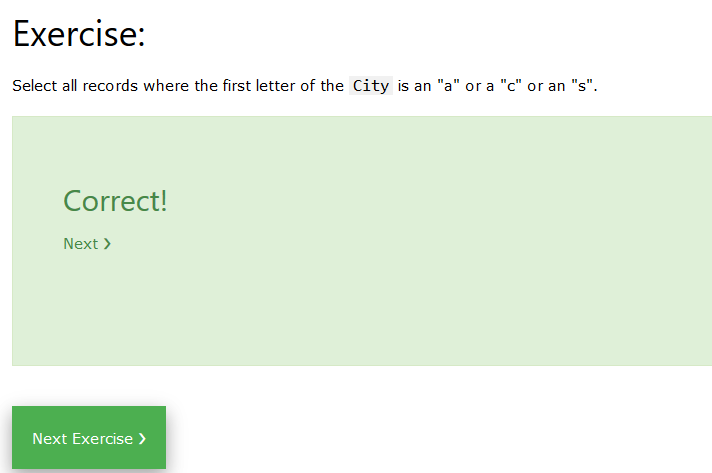 Exercise:
Select all records where the first letter of the City is an "a" or a "c" or an "s".
Correct!
Next ❯
Next Exercise ❯